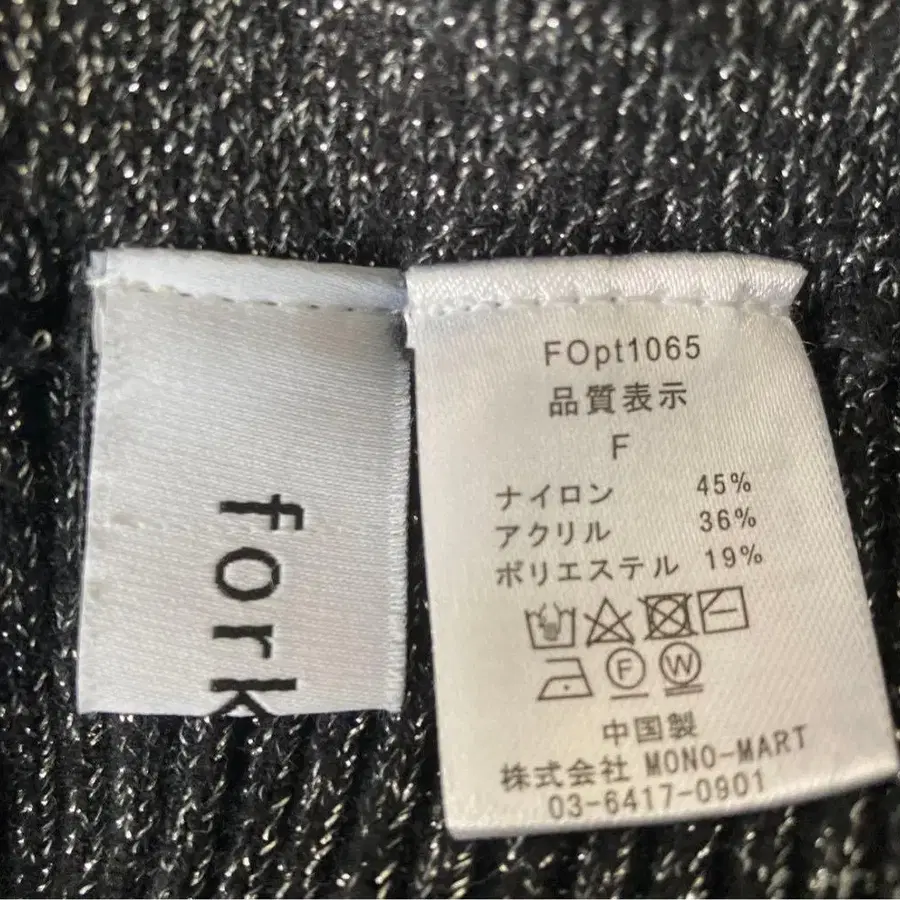 fork
FOpt1065
品質表示
F
ナイロン 45%
アクリル 36%
ポリエステル 19%
F W
中国製
株式会社 MONO-MART
03-6417-0901